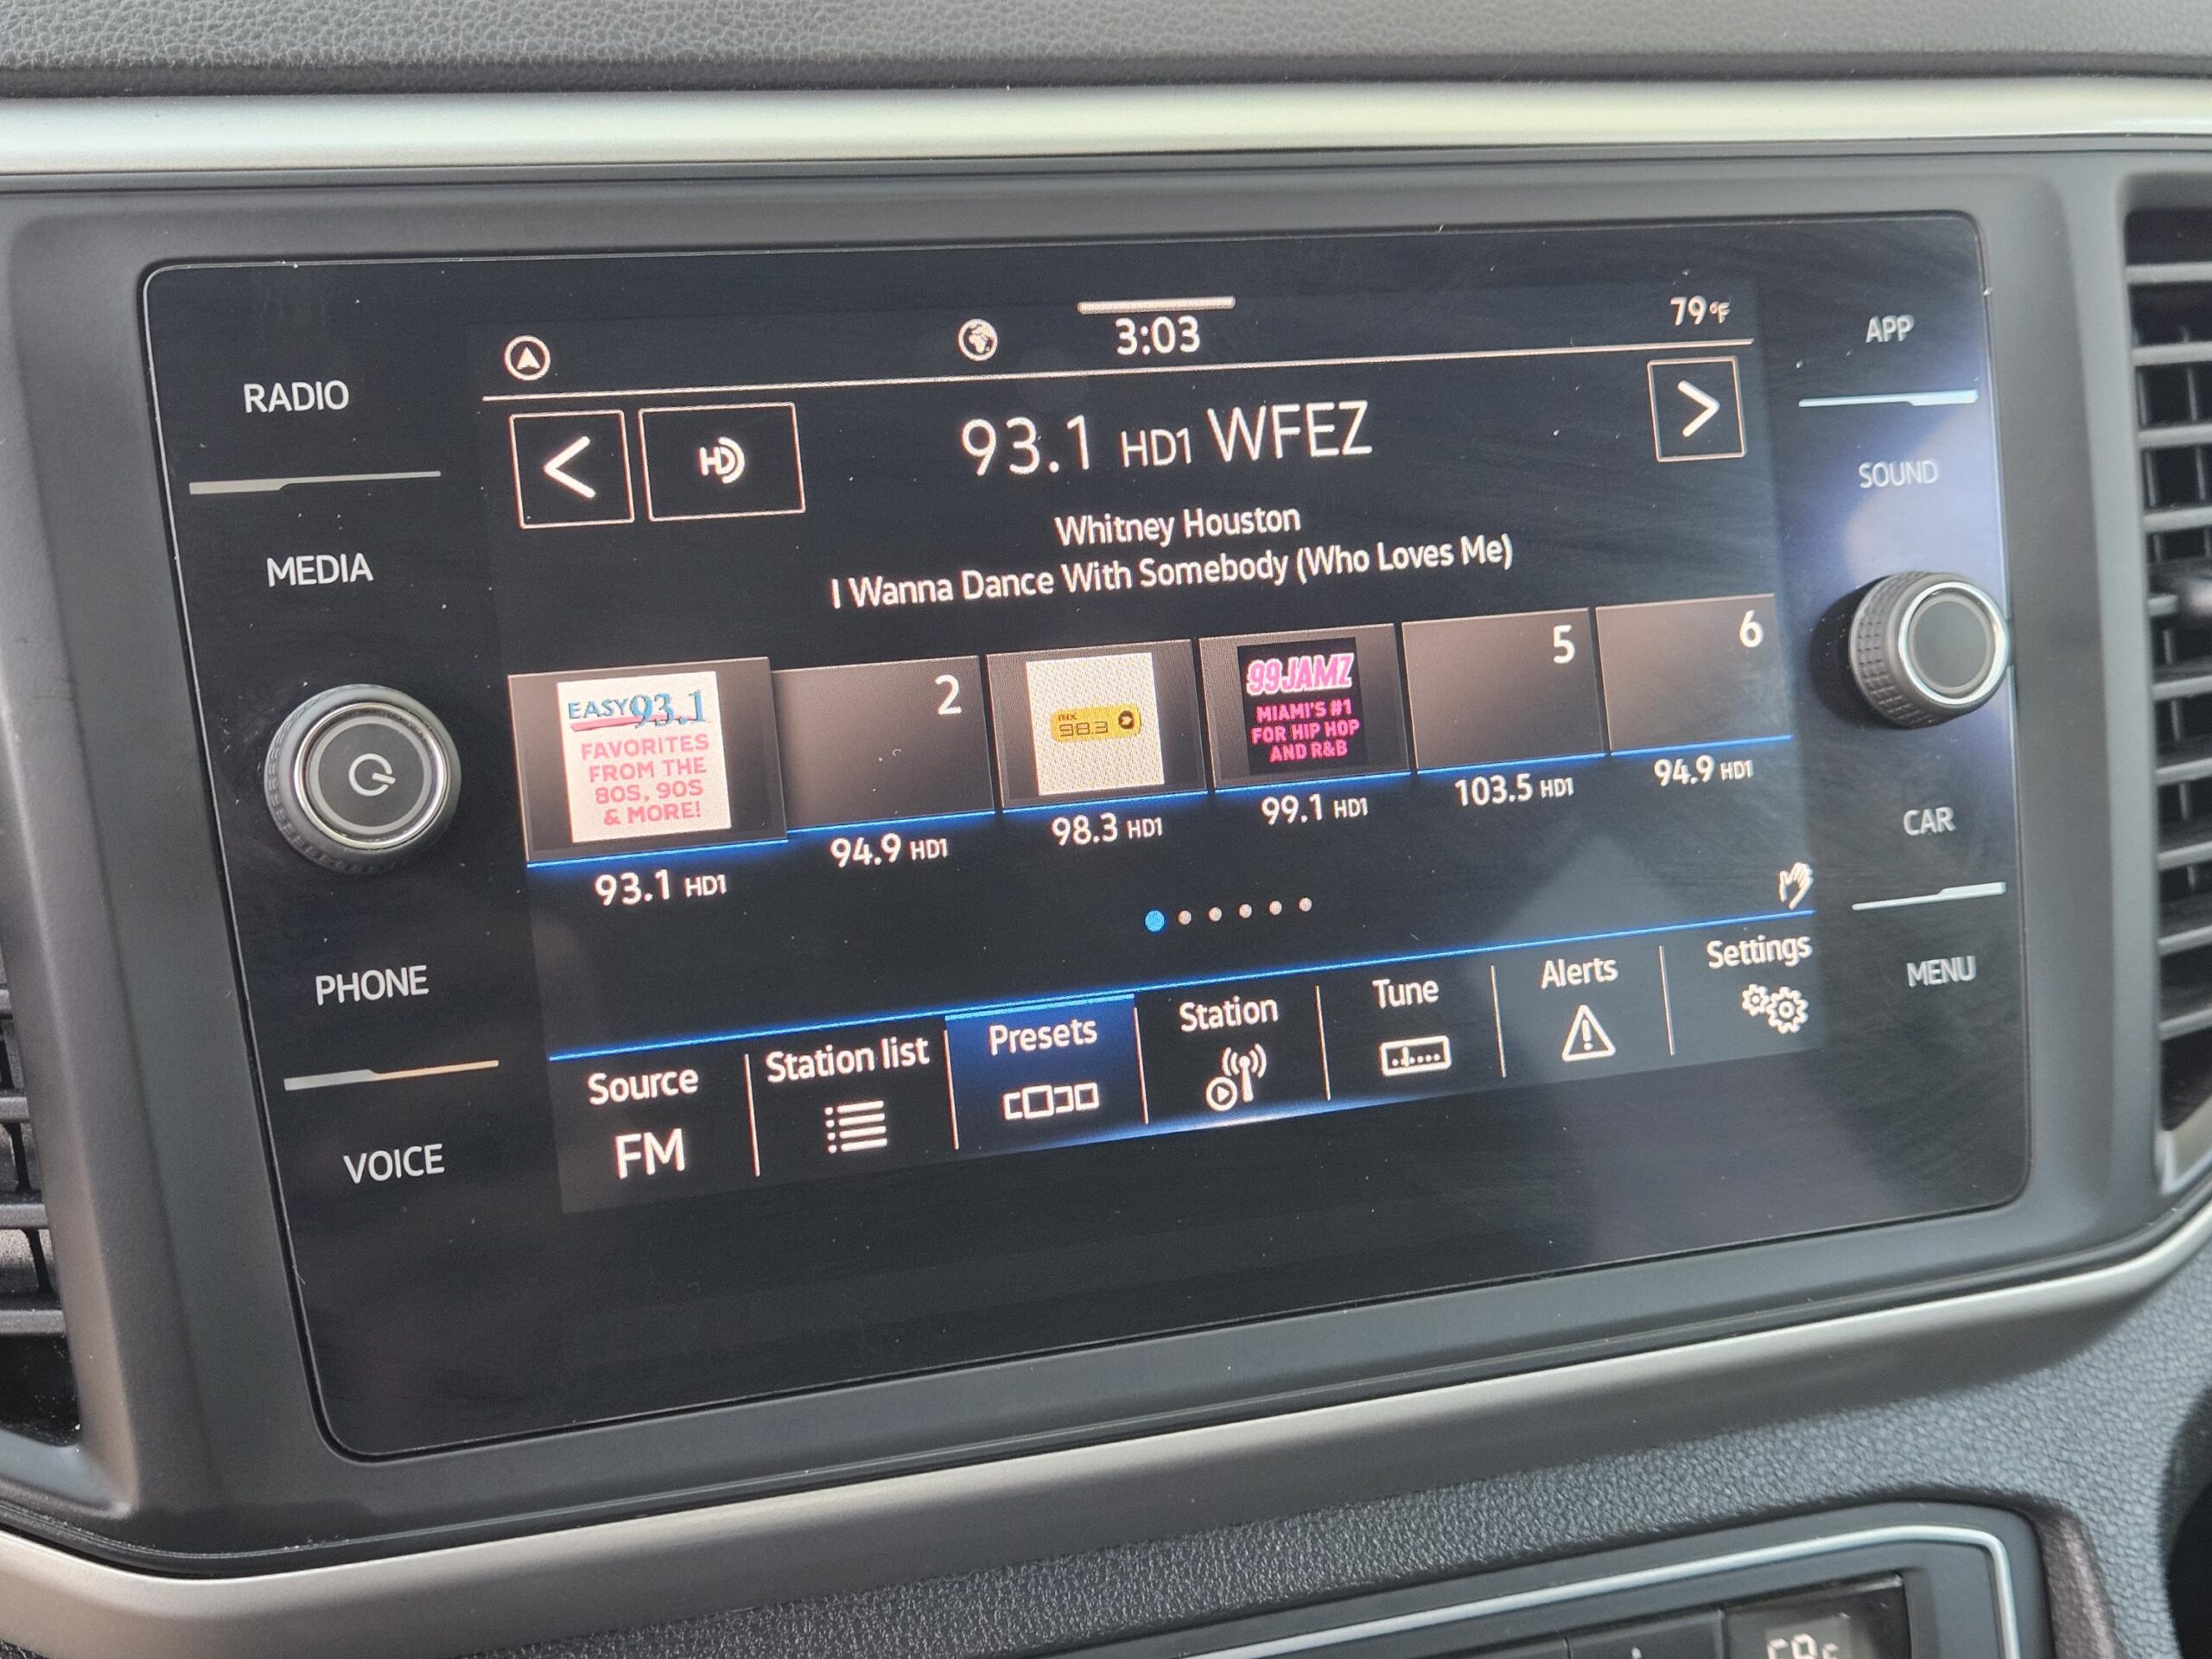 RADIO
MEDIA
PHONE
VOICE
3:03
79°F
< HD >
93.1 HD1 WFEZ
Whitney Houston
I Wanna Dance With Somebody (Who Loves Me)
EASY 93.1
FAVORITES
FROM THE
80S, 90S
& MORE!
93.1 HD1
2
94.9 HD1
MIX
98.3
98.3 HD1
99JAMZ
MIAMI'S #1
FOR HIP HOP
AND R&B
99.1 HD1
5
103.5 HD1
6
94.9 HD1
Source
FM
Station list
Presets
Station
Tune
Alerts
Settings
APP
SOUND
CAR
MENU